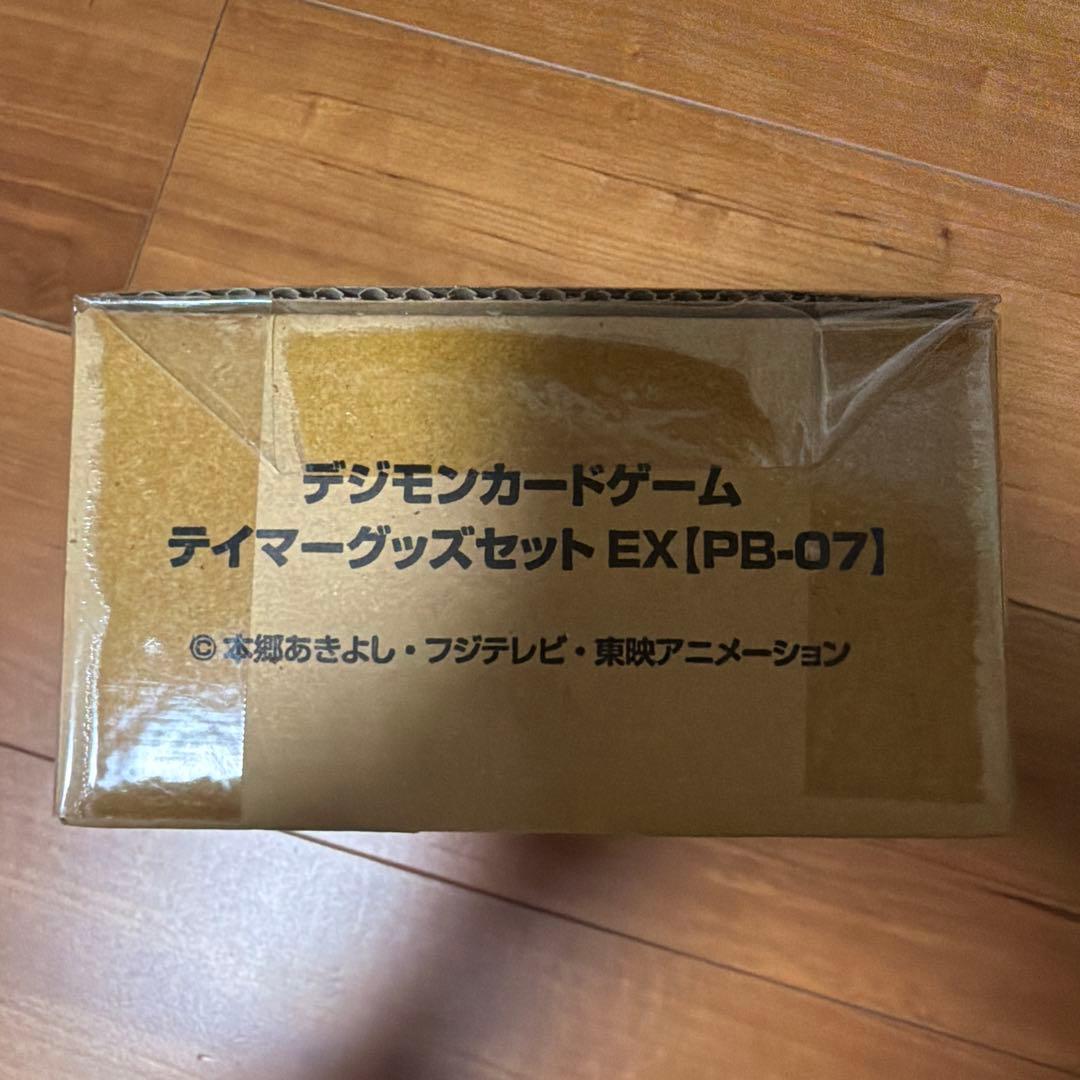 デジモンカードゲーム
テイマーグッズセット EX【PB-07】
© 本郷あきよし・フジテレビ・東映アニメーション